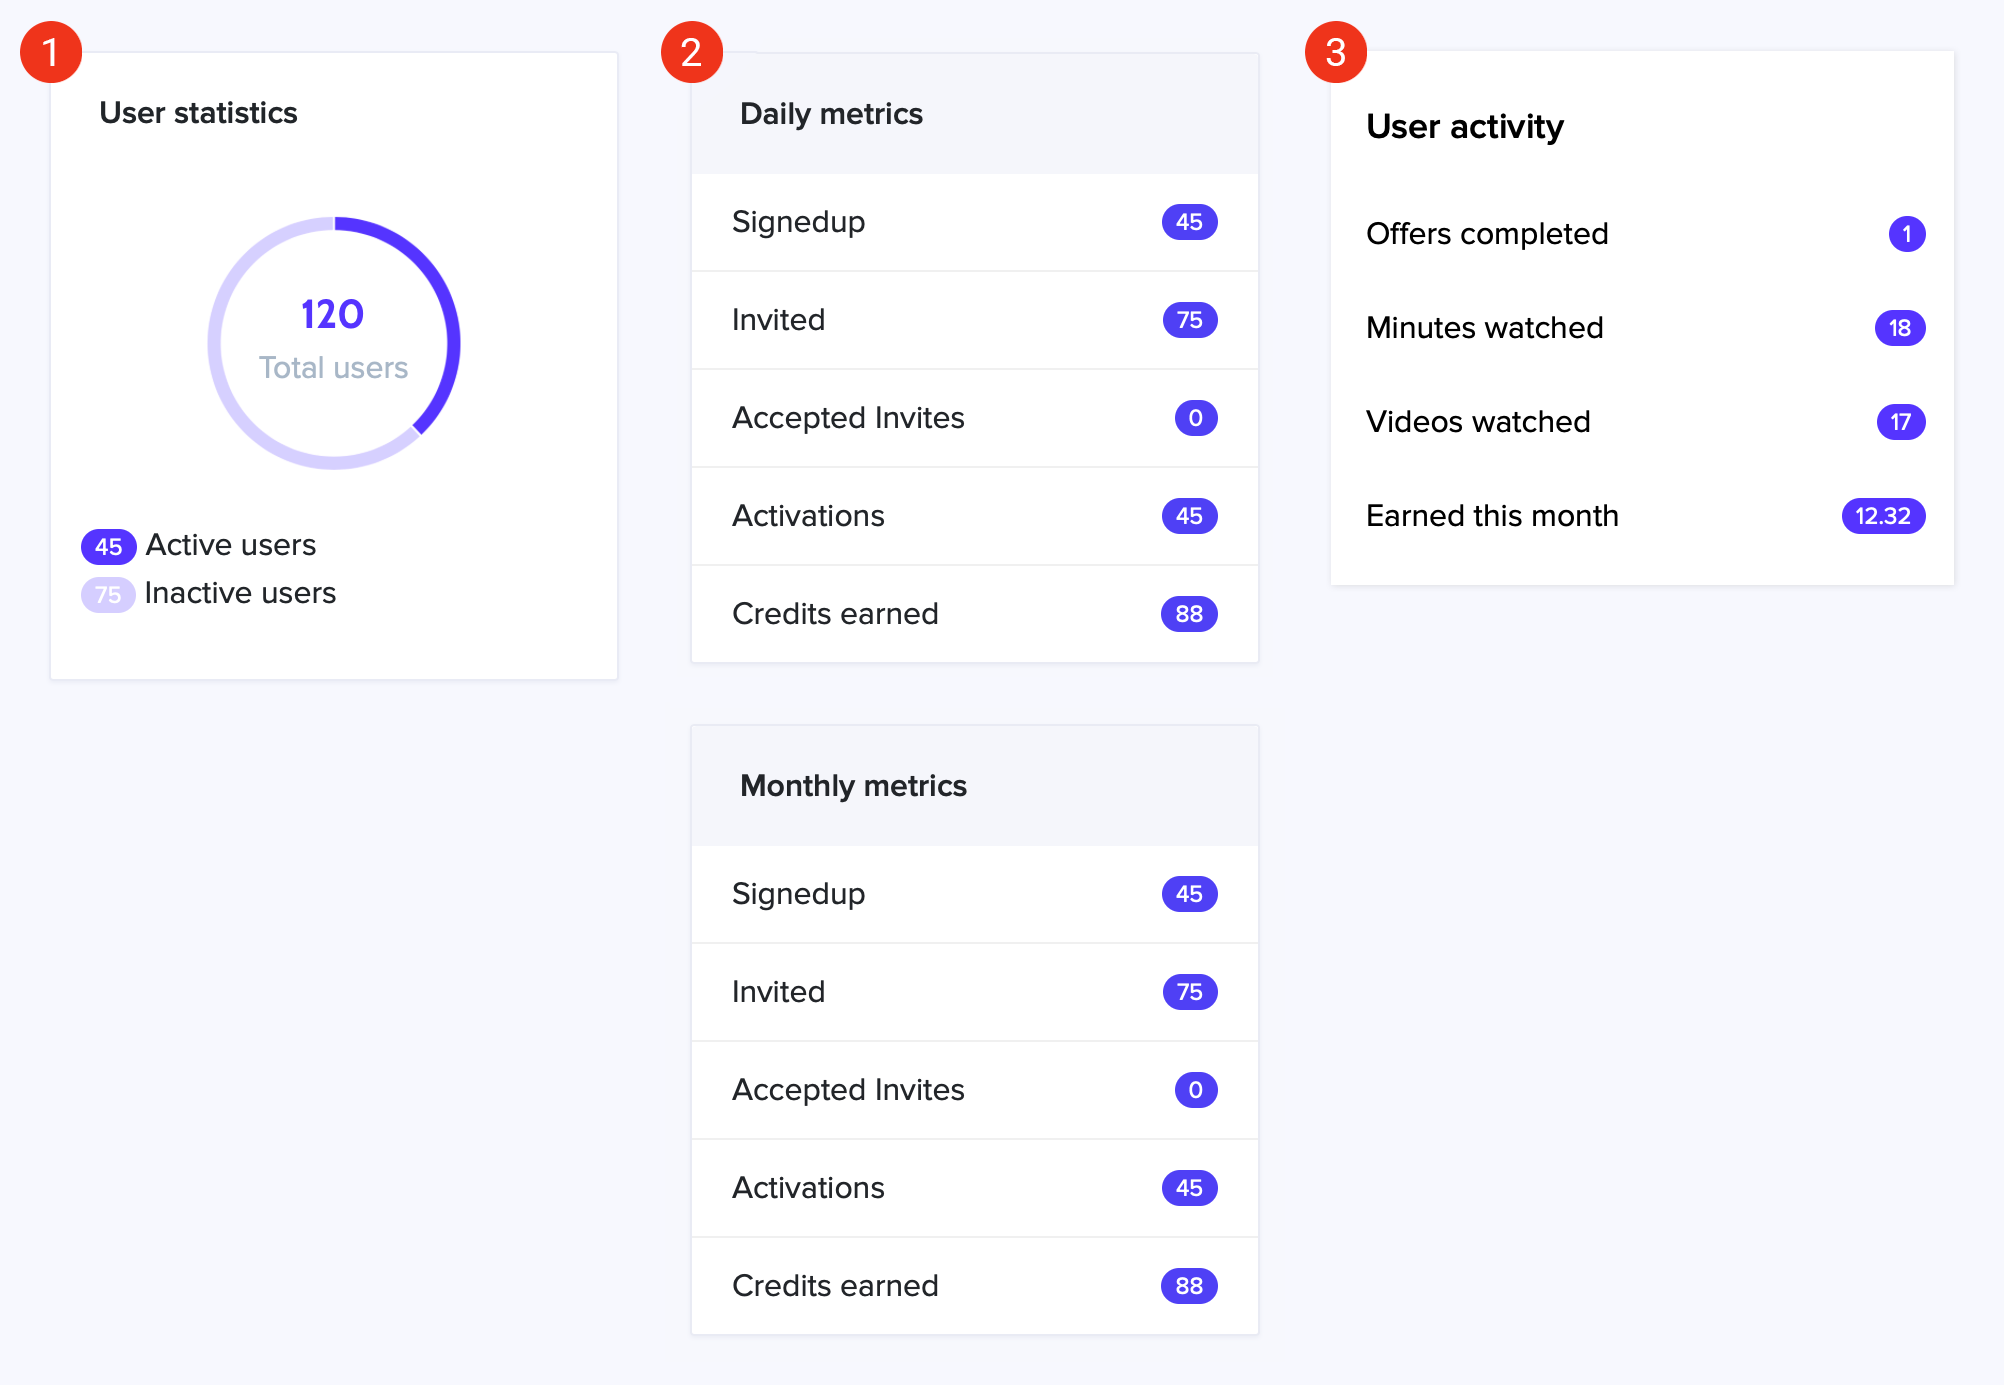 1
User statistics
120
Total users
45 Active users
75 Inactive users
2
Daily metrics
Signedup 45
Invited 75
Accepted Invites 0
Activations 45
Credits earned 88
Monthly metrics
Signedup 45
Invited 75
Accepted Invites 0
Activations 45
Credits earned 88
3
User activity
Offers completed 1
Minutes watched 18
Videos watched 17
Earned this month 12.32